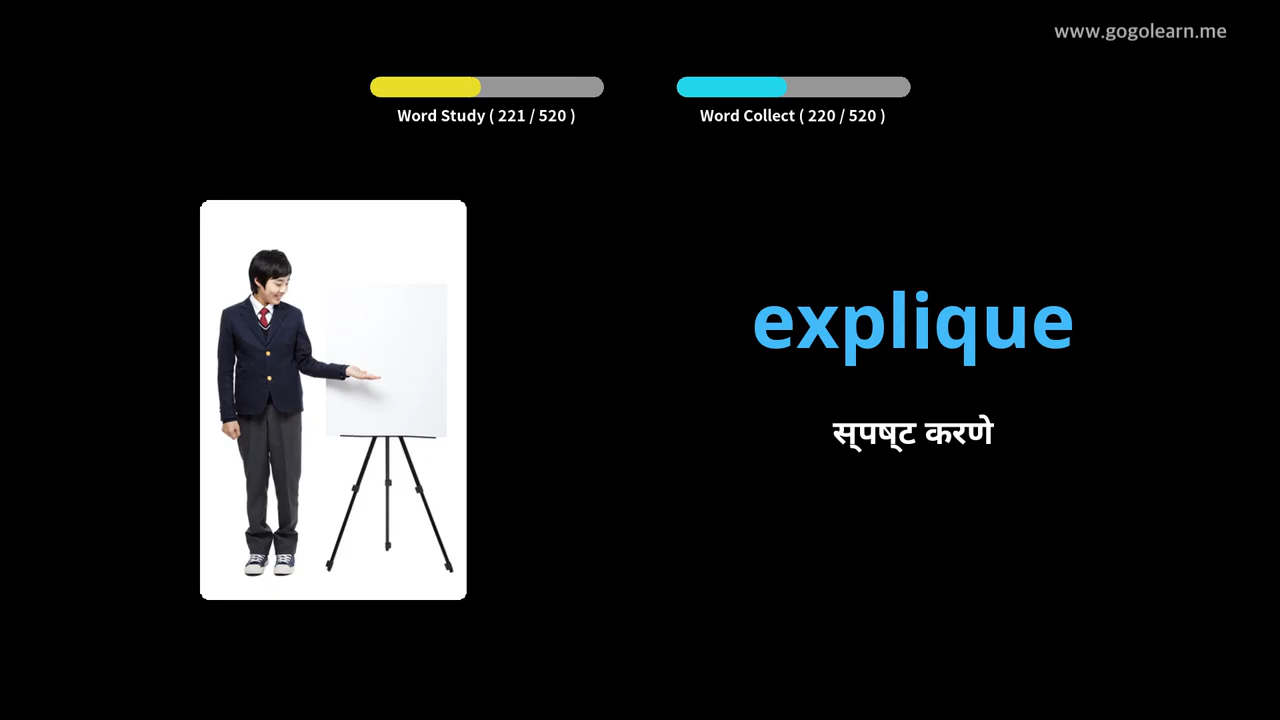 www.gogolearn.me
Word Study ( 221 / 520 )
Word Collect ( 220 / 520 )
explique
स्पष्ट करणे